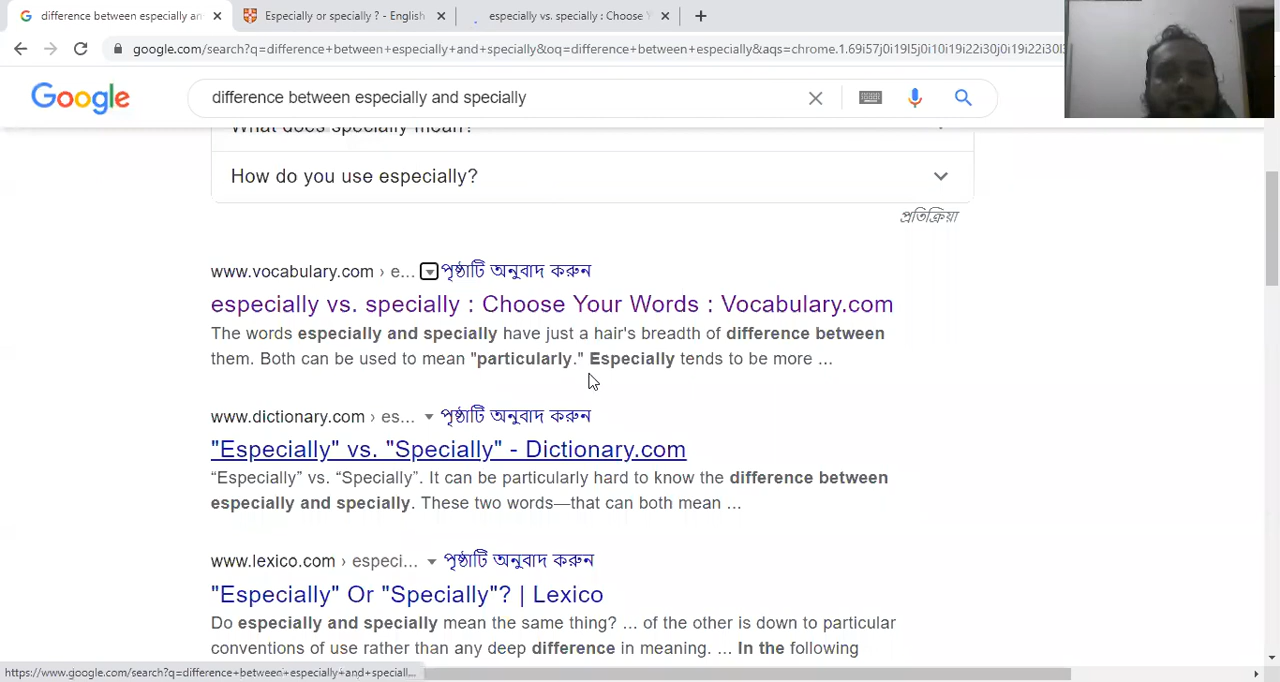 difference between especially an
Especially or specially ? - English
especially vs. specially : Choose Y
google.com/search?q=difference+between+especially+and+specially&oq=difference+between+especially&aqs=chrome.1.69i57j0i19l5j0i10i19i22i30j0i19i22i30l
Google
difference between especially and specially
What does specially mean?
How do you use especially?
প্রতিক্রিয়া
www.vocabulary.com › e... পৃষ্ঠাটি অনুবাদ করুন
especially vs. specially : Choose Your Words : Vocabulary.com
The words especially and specially have just a hair's breadth of difference between
them. Both can be used to mean "particularly." Especially tends to be more ...
www.dictionary.com › es... পৃষ্ঠাটি অনুবাদ করুন
"Especially" vs. "Specially" - Dictionary.com
“Especially” vs. “Specially”. It can be particularly hard to know the difference between
especially and specially. These two words—that can both mean ...
www.lexico.com › especi... পৃষ্ঠাটি অনুবাদ করুন
"Especially" Or "Specially"? | Lexico
Do especially and specially mean the same thing? ... of the other is down to particular
conventions of use rather than any deep difference in meaning. ... In the following
https://www.google.com/search?q=difference+between+especially+and+speciall...